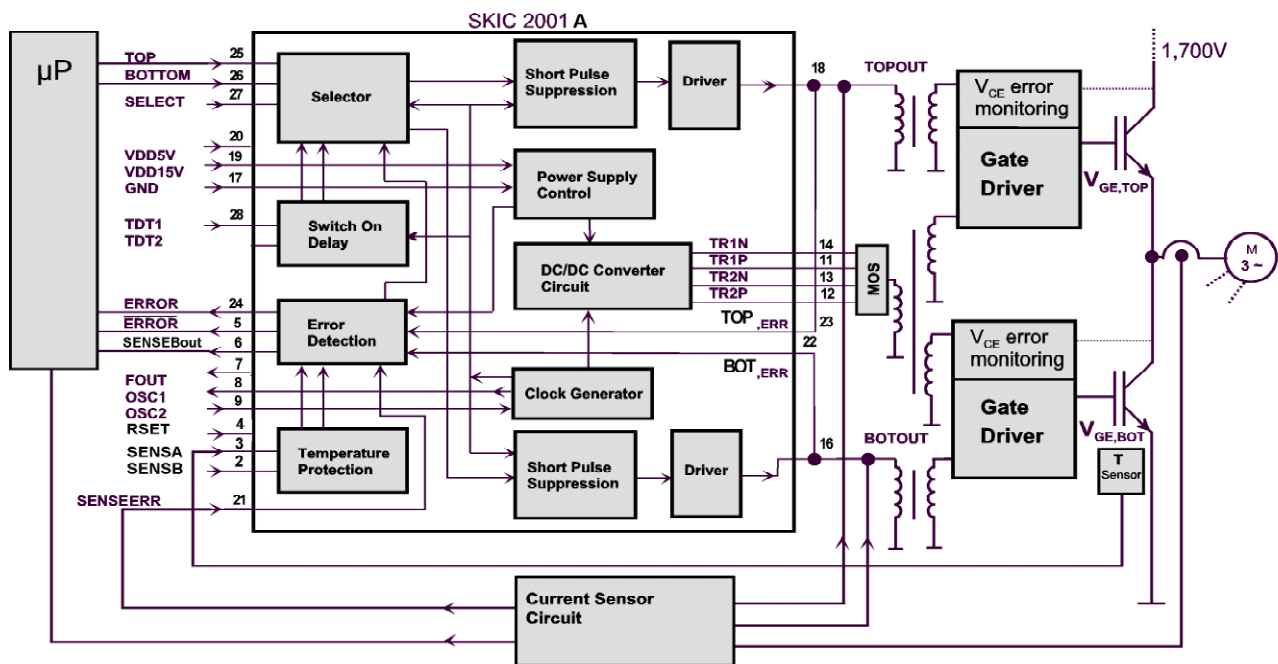 SKIC 2001 A
µP
TOP
25
BOTTOM
26
SELECT
27
20
VDD5V
19
VDD15V
17
GND
TDT1
28
TDT2
ERROR
24
ERROR
5
SENSEBout
6
7
FOUT
8
OSC1
9
OSC2
4
RSET
3
SENSA
2
SENSB
SENSEERR
21
Selector
Switch On
Delay
Error
Detection
Temperature
Protection
Short Pulse
Suppression
Driver
Power Supply
Control
DC/DC Converter
Circuit
Clock Generator
Short Pulse
Suppression
Driver
TR1N
14
TR1P
11
TR2N
13
TR2P
12
TOP,ERR
23
22
BOT,ERR
18
TOPOUT
16
BOTOUT
MOS
VCE error
monitoring
Gate
Driver
VGE,TOP
1,700V
M
3 ~
VCE error
monitoring
Gate
Driver
VGE,BOT
T
Sensor
Current Sensor
Circuit